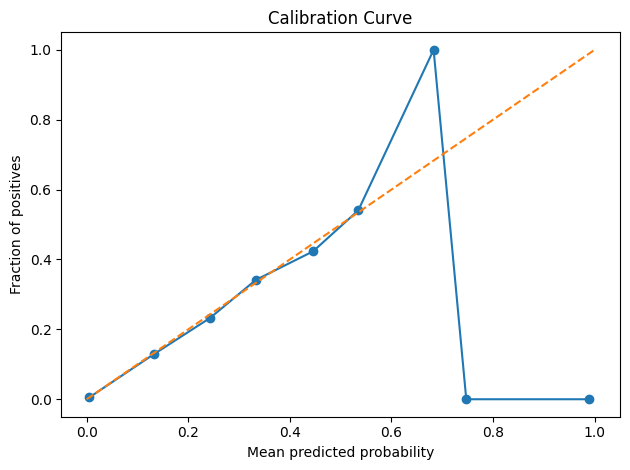 Calibration Curve
1.0
0.8
0.6
0.4
0.2
0.0
Fraction of positives
0.0 0.2 0.4 0.6 0.8 1.0
Mean predicted probability